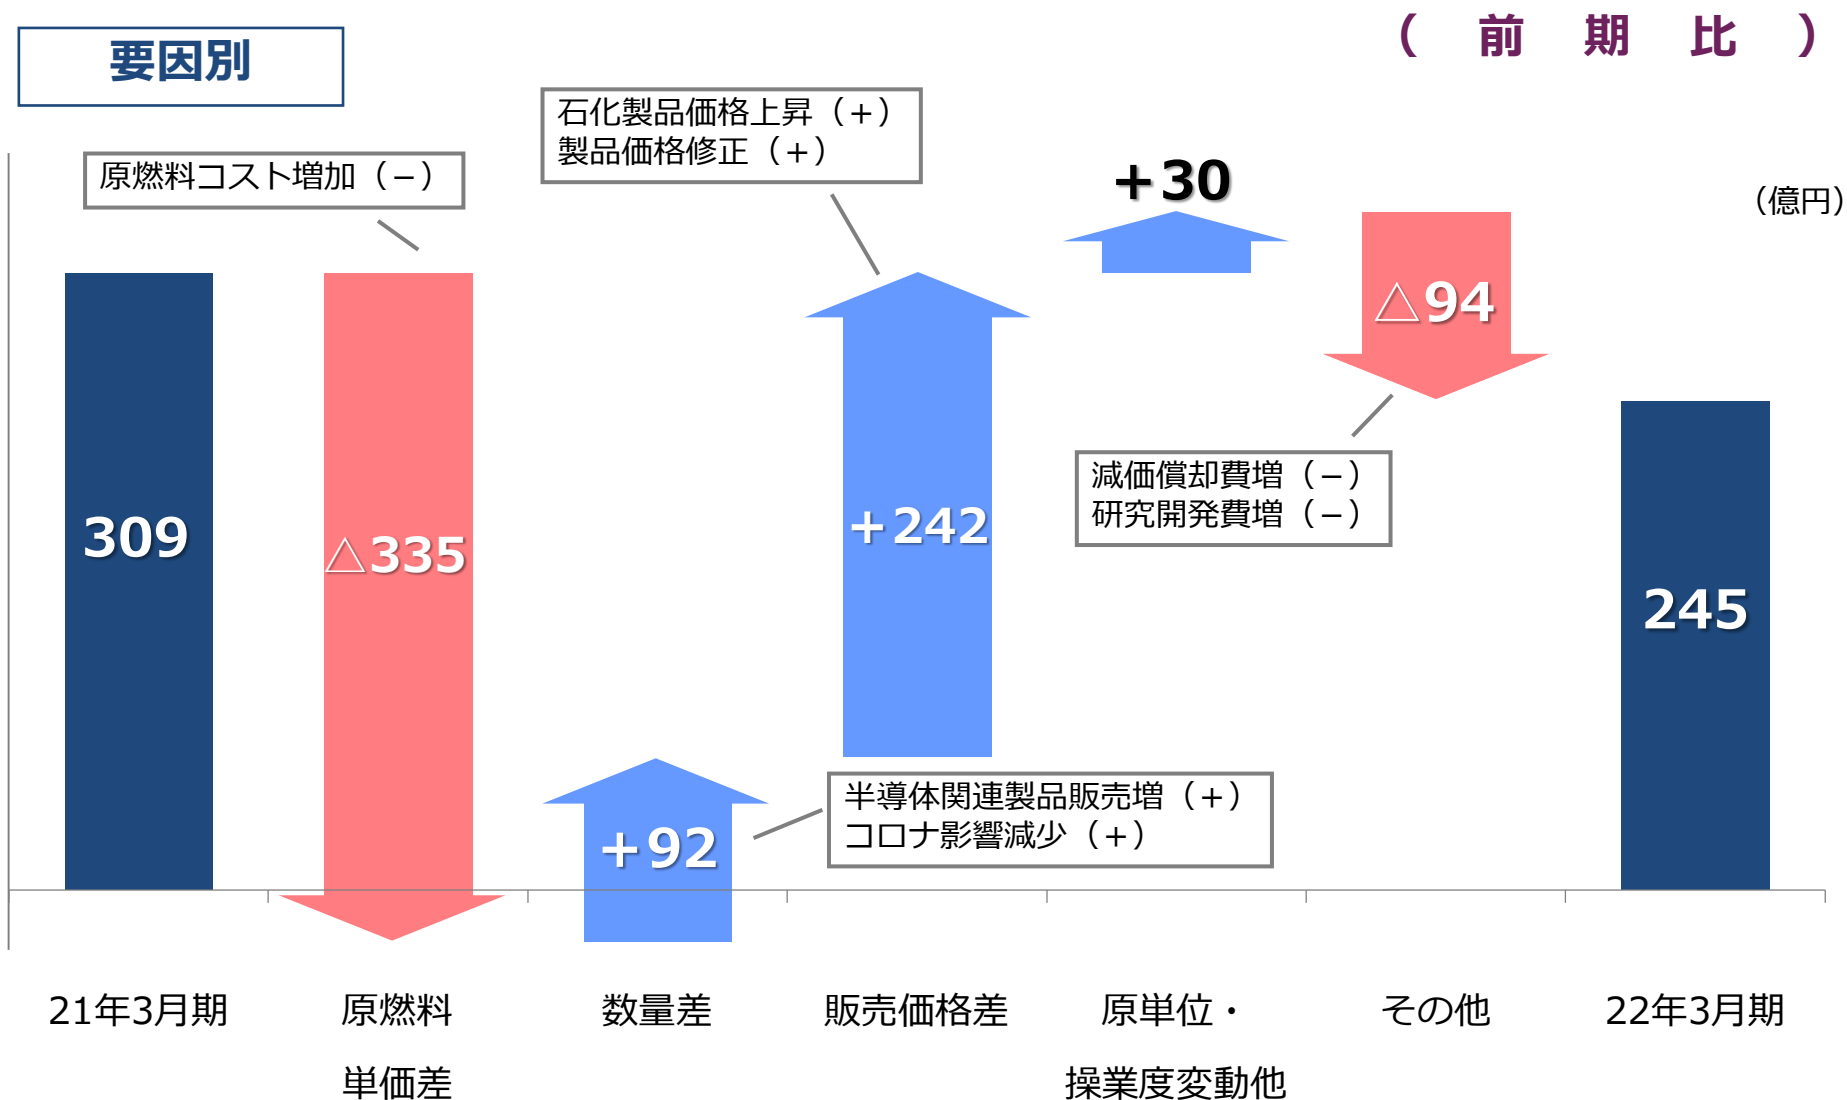 要因別
（前期比）
石化製品価格上昇（＋）
製品価格修正（＋）
原燃料コスト増加（－）
＋30
（億円）
△94
309
△335
＋242
減価償却費増（－）
研究開発費増（－）
245
半導体関連製品販売増（＋）
コロナ影響減少（＋）
＋92
21年3月期
原燃料
単価差
数量差
販売価格差
原単位・
操業度変動他
その他
22年3月期